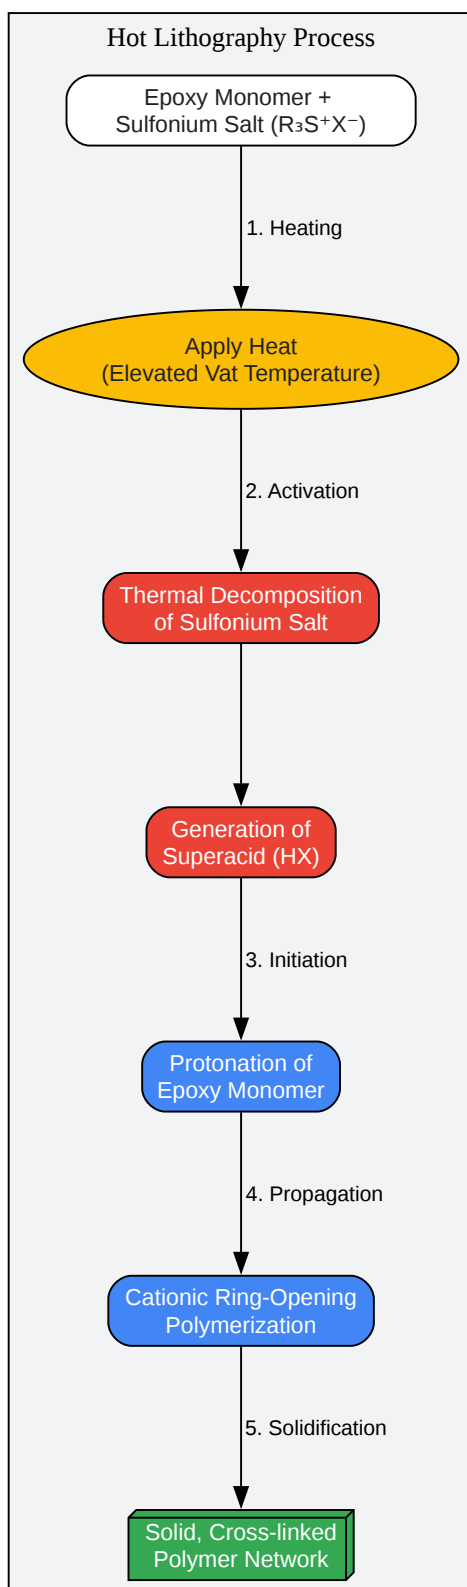 Hot Lithography Process
Epoxy Monomer +
Sulfonium Salt (R₃S⁺X⁻)
1. Heating
Apply Heat
(Elevated Vat Temperature)
2. Activation
Thermal Decomposition
of Sulfonium Salt
Generation of
Superacid (HX)
3. Initiation
Protonation of
Epoxy Monomer
4. Propagation
Cationic Ring-Opening
Polymerization
5. Solidification
Solid, Cross-linked
Polymer Network